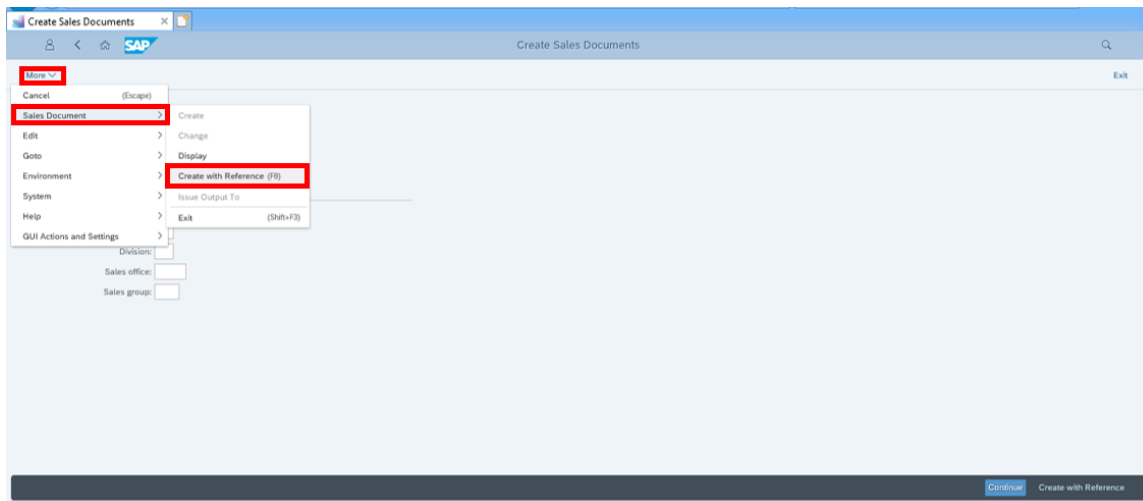 Create Sales Documents
SAP Create Sales Documents
More Exit
Cancel (Escape)
Sales Document Create
Edit Change
Goto Display
Environment Create with Reference (F8)
System Issue Output To
Help Exit (Shift+F3)
GUI Actions and Settings
Division:
Sales office:
Sales group:
Continue Create with Reference